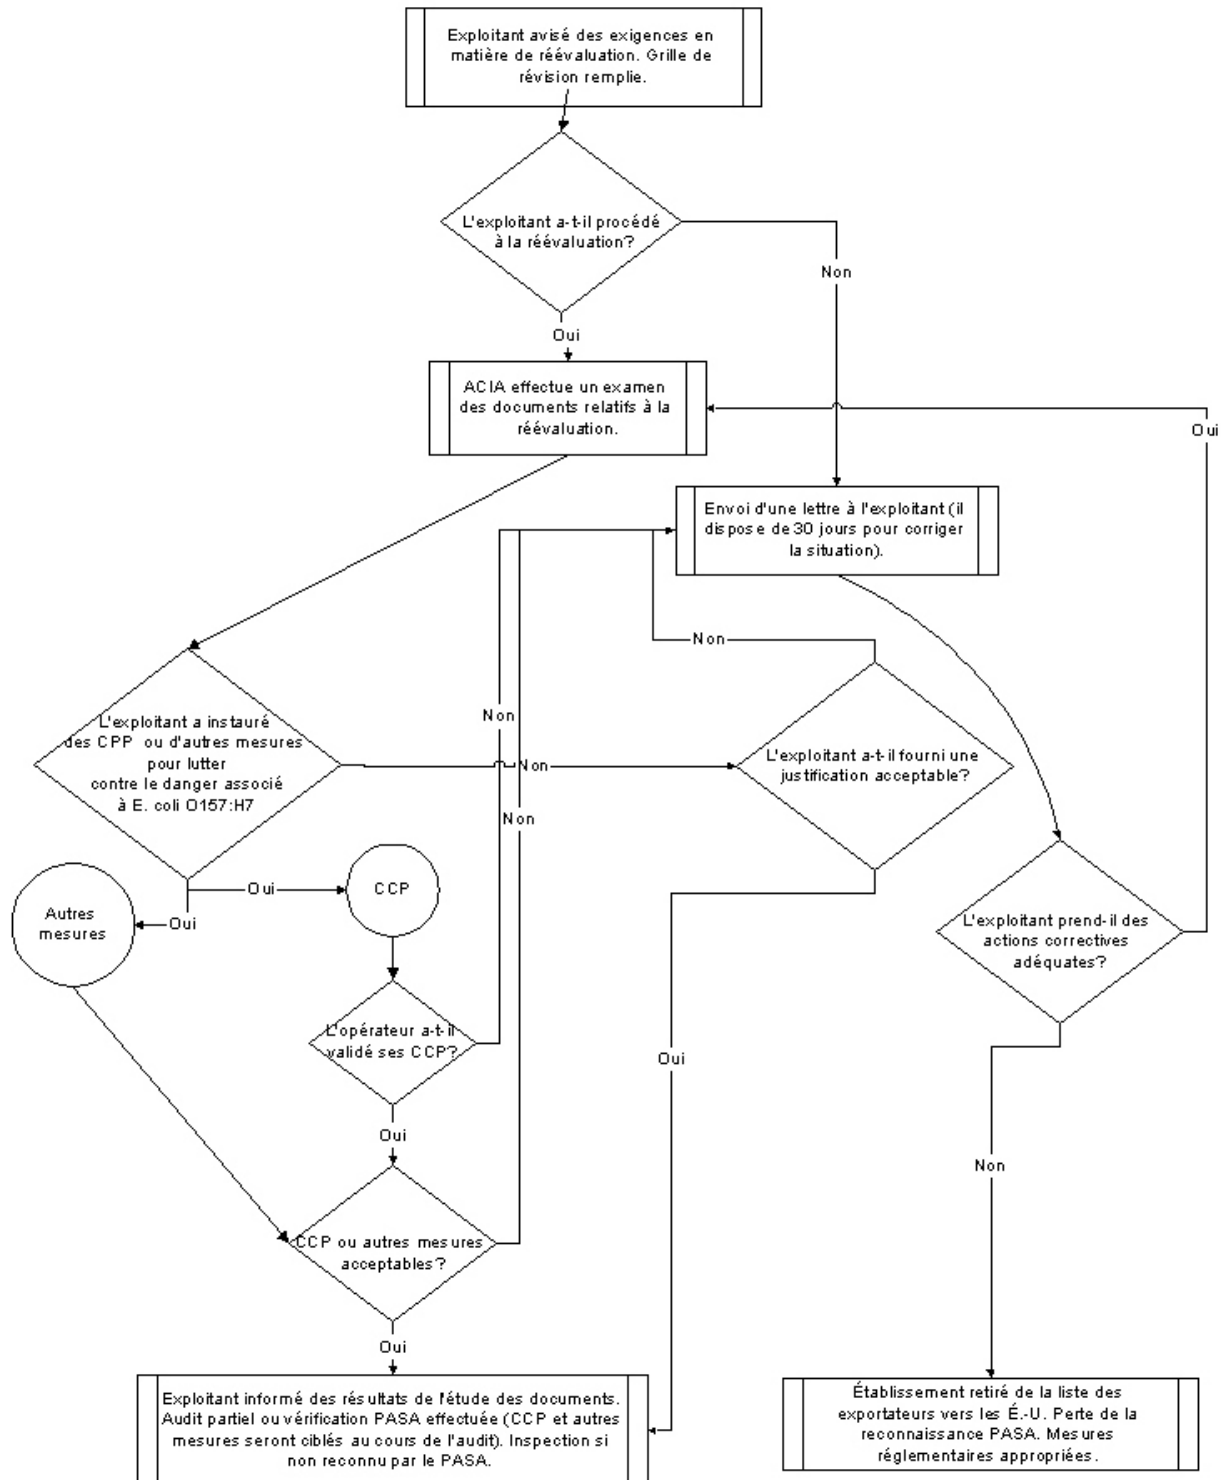 Exploitant avisé des exigences en
matière de réévaluation. Grille de
révision remplie.
L'exploitant a-t-il procédé
à la réévaluation?
Non
Oui
ACIA effectue un examen
des documents relatifs à la
réévaluation.
Oui
Envoi d'une lettre à l'exploitant (il
dispose de 30 jours pour corriger
la situation).
Non
L'exploitant a instauré
des CPP ou d'autres mesures
pour lutter
contre le danger associé
à E. coli O157:H7
Non
Non
Non
L'exploitant a-t-il fourni une
justification acceptable?
Oui
CCP
Autres
mesures
Oui
L'exploitant prend-il des
actions correctives
adéquates?
L'opérateur a-t-il
validé ses CCP?
Oui
Oui
Non
CCP ou autres mesures
acceptables?
Oui
Exploitant informé des résultats de l'étude des documents.
Audit partiel ou vérification PASA effectuée (CCP et autres
mesures seront ciblés au cours de l'audit). Inspection si
non reconnu par le PASA.
Établissement retiré de la liste des
exportateurs vers les É.-U. Perte de la
reconnaissance PASA. Mesures
réglementaires appropriées.